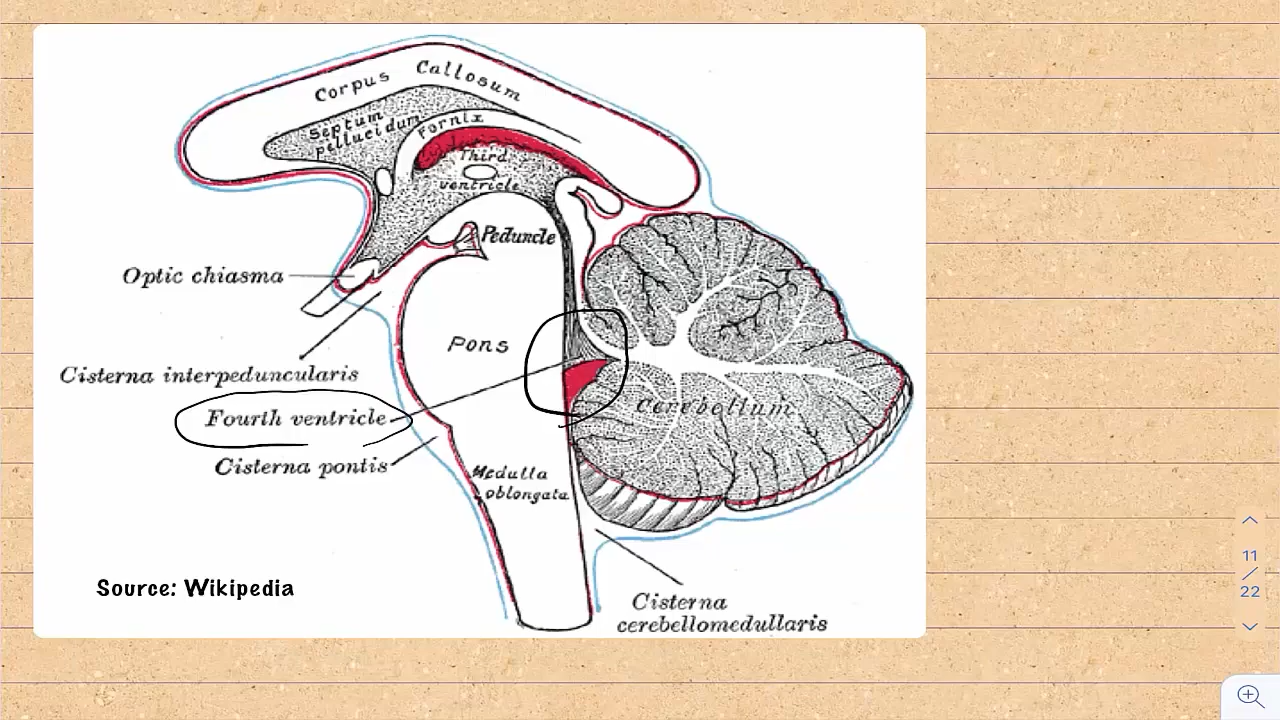 Corpus Callosum
Septum
pellucidum
Fornix
Third
ventricle
Peduncle
Optic chiasma
Pons
Cisterna interpeduncularis
Cerebellum
Fourth ventricle
Cisterna pontis
Medulla
oblongata
Source: Wikipedia
Cisterna
cerebellomedullaris
11
/
22